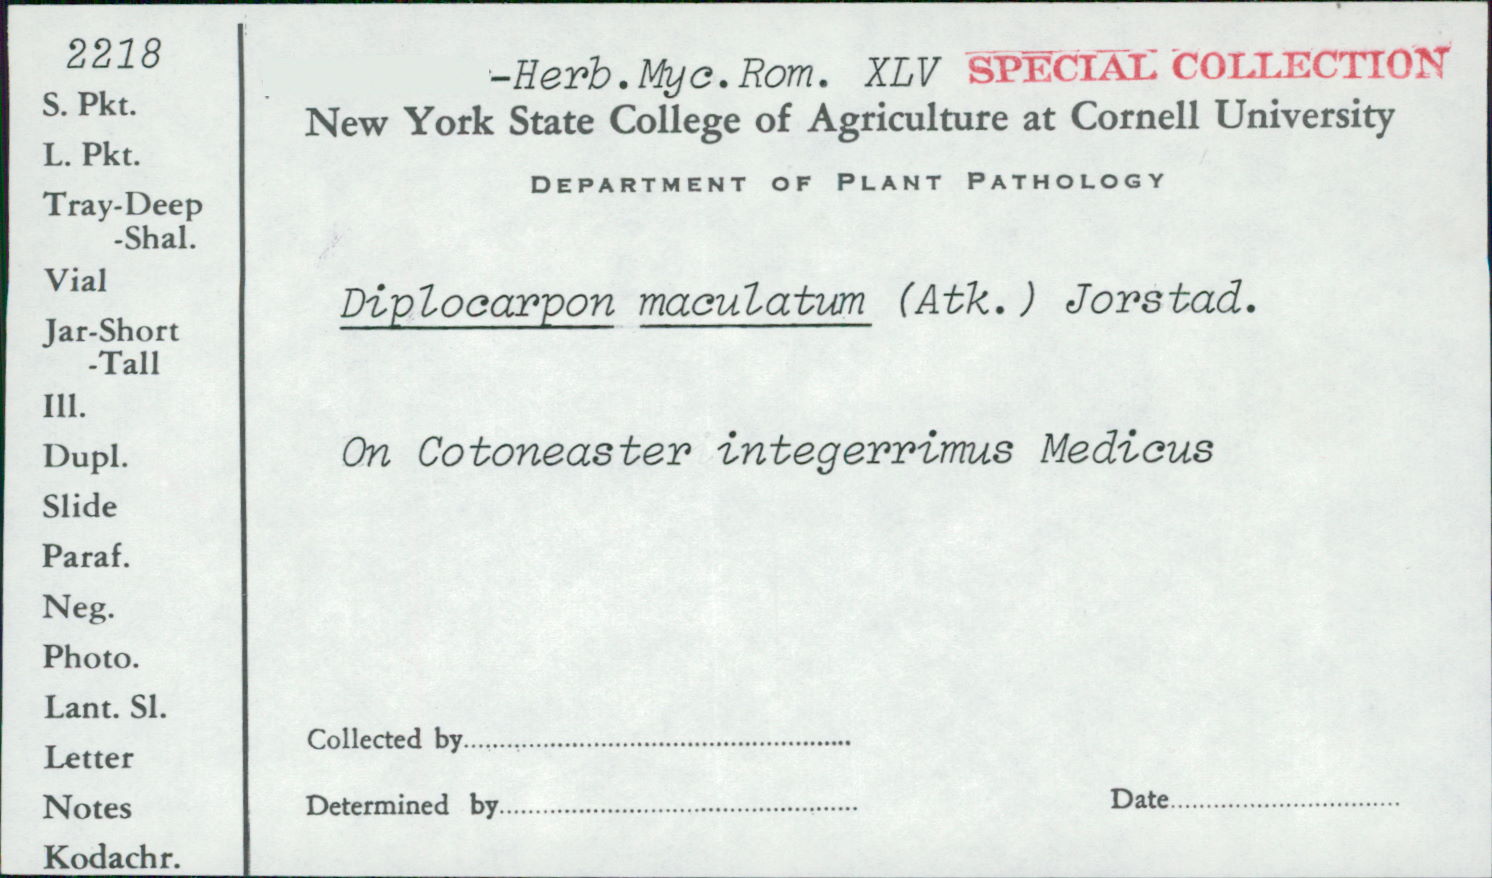 2218
S. Pkt.
L. Pkt.
Tray-Deep
-Shal.
Vial
Jar-Short
-Tall
Ill.
Dupl.
Slide
Paraf.
Neg.
Photo.
Lant. Sl.
Letter
Notes
Kodachr.
-Herb.Myc.Rom. XLV SPECIAL COLLECTION
New York State College of Agriculture at Cornell University
DEPARTMENT OF PLANT PATHOLOGY
Diplocarpon maculatum (Atk.) Jorstad.
On Cotoneaster integerrimus Medicus
Collected by
Determined by
Date